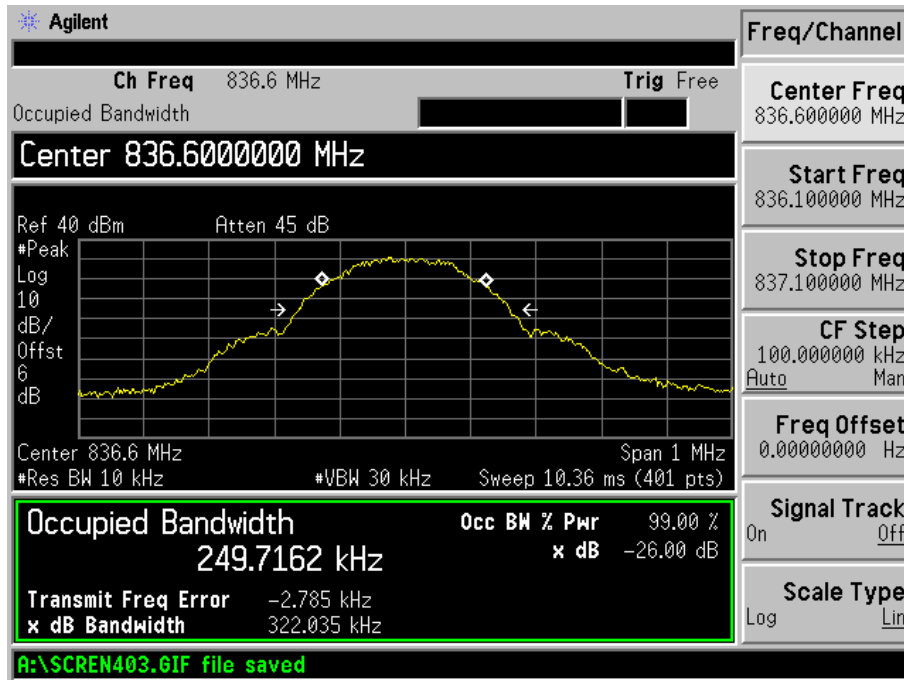 Agilent
Freq/Channel
Ch Freq 836.6 MHz Trig Free
Occupied Bandwidth
Center 836.6000000 MHz
Ref 40 dBm Atten 45 dB
#Peak
Log
10
dB/
Offst
6
dB
Center 836.6 MHz Span 1 MHz
#Res BW 10 kHz #VBW 30 kHz Sweep 10.36 ms (401 pts)
Occupied Bandwidth
249.7162 kHz
Occ BW % Pwr 99.00 %
x dB -26.00 dB
Transmit Freq Error -2.785 kHz
x dB Bandwidth 322.035 kHz
A:\SCREN403.GIF file saved
Center Freq
836.600000 MHz
Start Freq
836.100000 MHz
Stop Freq
837.100000 MHz
CF Step
100.000000 kHz
Auto Man
Freq Offset
0.00000000 Hz
Signal Track
On Off
Scale Type
Log Lin